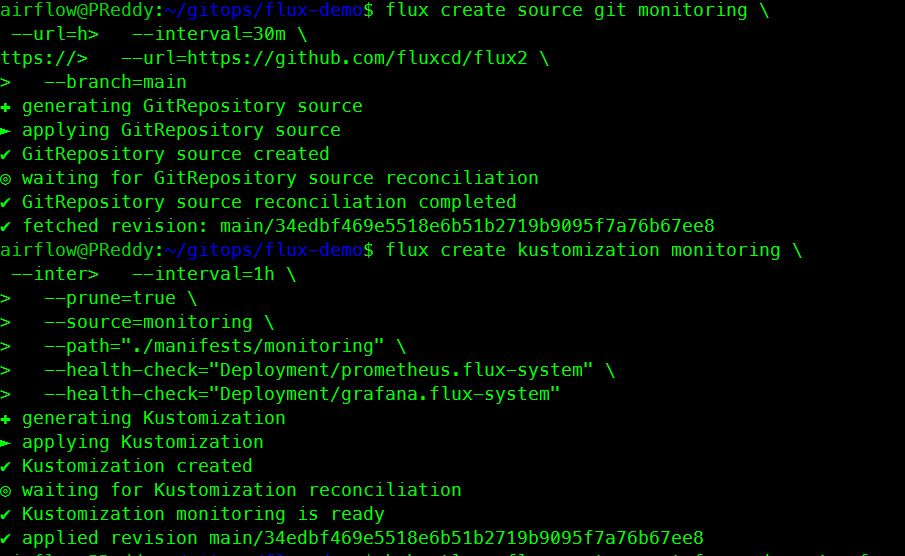 airflow@PReddy:~/gitops/flux-demo$ flux create source git monitoring \
 --url=h>   --interval=30m \
ttps://>   --url=https://github.com/fluxcd/flux2 \
>   --branch=main
✚ generating GitRepository source
► applying GitRepository source
✔ GitRepository source created
◎ waiting for GitRepository source reconciliation
✔ GitRepository source reconciliation completed
✔ fetched revision: main/34edbf469e5518e6b51b2719b9095f7a76b67ee8
airflow@PReddy:~/gitops/flux-demo$ flux create kustomization monitoring \
 --inter>   --interval=1h \
>   --prune=true \
>   --source=monitoring \
>   --path="./manifests/monitoring" \
>   --health-check="Deployment/prometheus.flux-system" \
>   --health-check="Deployment/grafana.flux-system"
✚ generating Kustomization
► applying Kustomization
✔ Kustomization created
◎ waiting for Kustomization reconciliation
✔ Kustomization monitoring is ready
✔ applied revision main/34edbf469e5518e6b51b2719b9095f7a76b67ee8